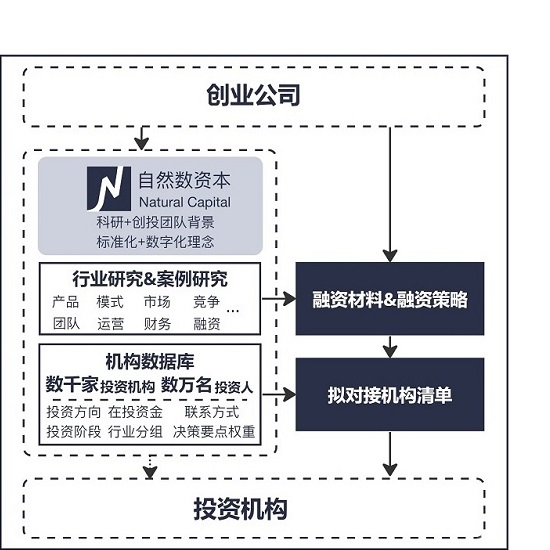 创业公司
自然数资本
Natural Capital
科研+创投团队背景
标准化+数字化理念
行业研究&案例研究
产品 模式 市场 竞争
团队 运营 财务 融资 ...
融资材料&融资策略
机构数据库
数千家投资机构 数万名投资人
投资方向 在投资金 联系方式
投资阶段 行业分组 决策要点权重
拟对接机构清单
投资机构